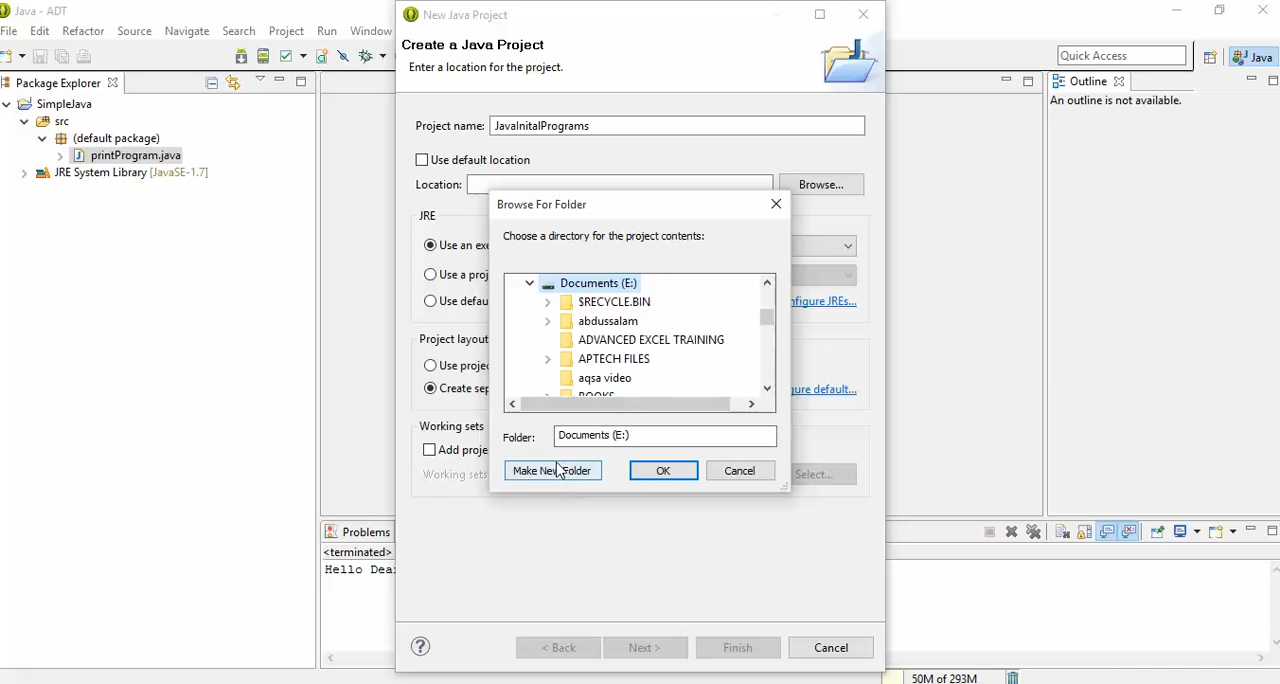 Java - ADT
File Edit Refactor Source Navigate Search Project Run Window
Quick Access
Java
Package Explorer
SimpleJava
src
(default package)
printProgram.java
JRE System Library [JavaSE-1.7]
New Java Project
Create a Java Project
Enter a location for the project.
Project name: JavaInitalPrograms
Use default location
Location: Browse...
JRE
Use an exe
Use a proj
Use defau
nfigure JREs...
Project layou
Use projec
Create sep
gure default...
Working sets
Add proje
Working sets
Select...
< Back Next > Finish Cancel
Browse For Folder
Choose a directory for the project contents:
Documents (E:)
$RECYCLE.BIN
abdussalam
ADVANCED EXCEL TRAINING
APTECH FILES
aqsa video
BOOKS
Folder: Documents (E:)
Make New Folder OK Cancel
Outline
An outline is not available.
Problems
<terminated>
Hello Dea
50M of 293M